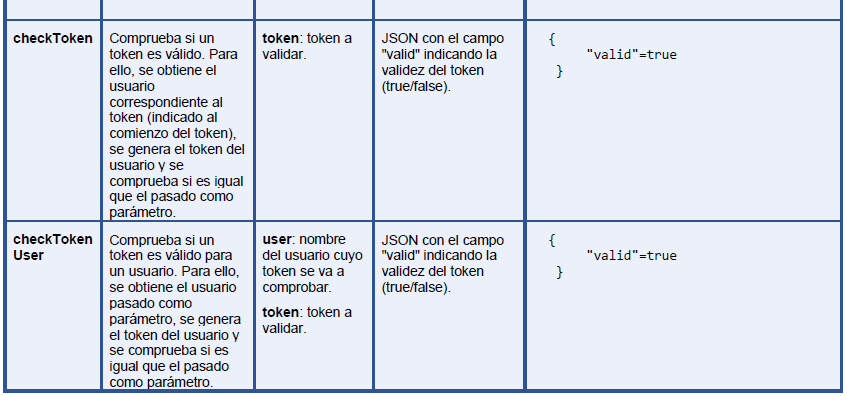 checkToken
Comprueba si un
token es válido. Para
ello, se obtiene el
usuario
correspondiente al
token (indicado al
comienzo del token),
se genera el token del
usuario y se
comprueba si es igual
que el pasado como
parámetro.
token: token a
validar.
JSON con el campo
"valid" indicando la
validez del token
(true/false).
{
"valid"=true
}
checkToken
User
Comprueba si un
token es válido para
un usuario. Para ello,
se obtiene el usuario
pasado como
parámetro, se genera
el token del usuario y
se comprueba si es
igual que el pasado
como parámetro.
user: nombre
del usuario cuyo
token se va a
comprobar.
token: token a
validar.
JSON con el campo
"valid" indicando la
validez del token
(true/false).
{
"valid"=true
}